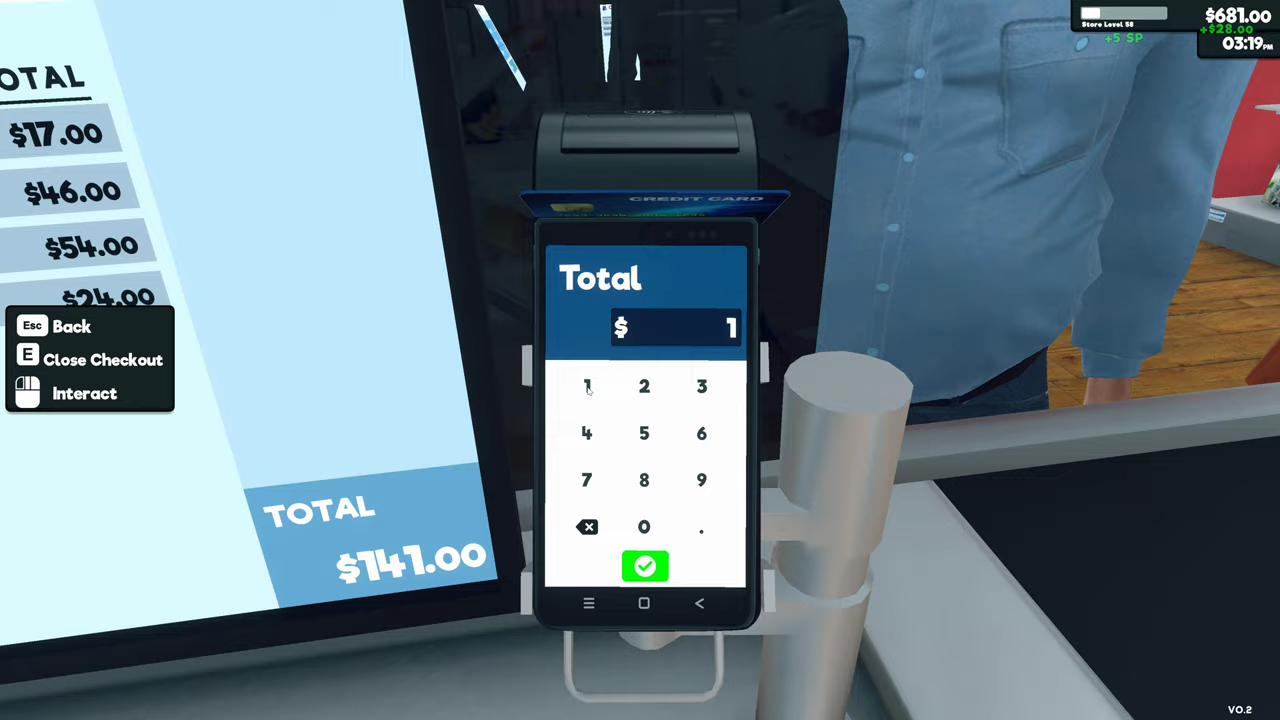 OTAL
$17.00
$46.00
$54.00
$24.00
Esc Back
E Close Checkout
Interact
TOTAL
$141.00
CREDIT CARD
Total
$ 1
1 2 3
4 5 6
7 8 9
0 .
Store Level 58
$681.00
+$28.00
+5 SP
03:19PM
V0.2